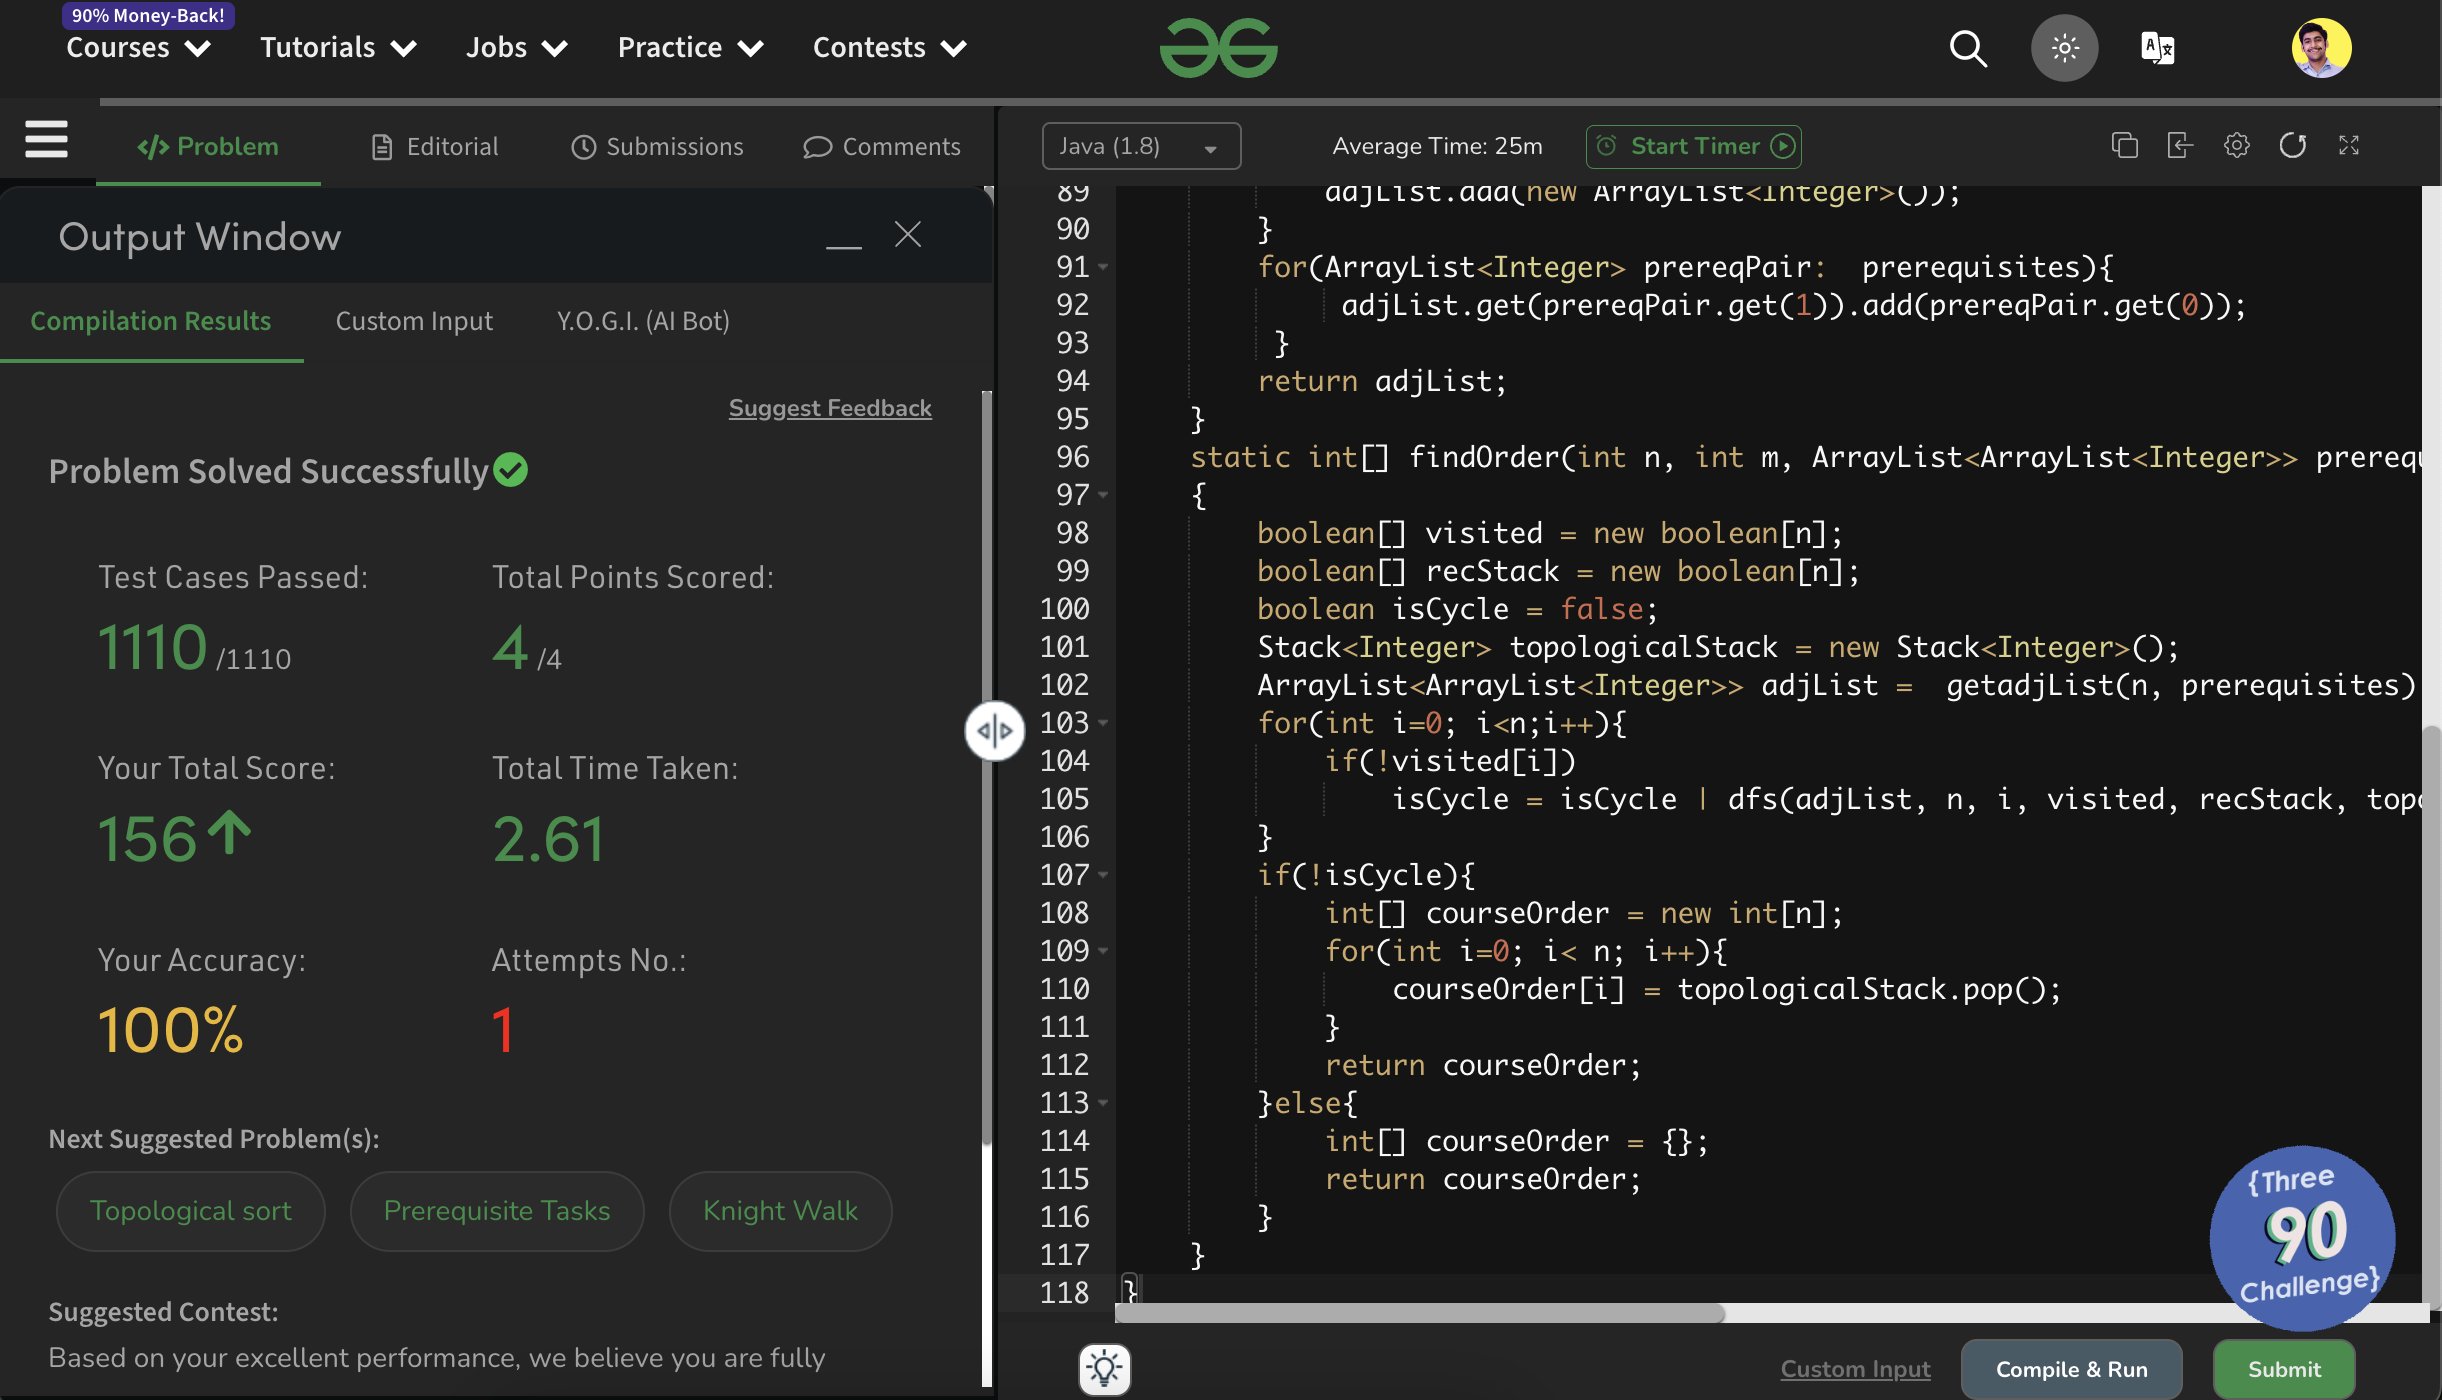 90% Money-Back!
Courses Tutorials Jobs Practice Contests
Problem Editorial Submissions Comments
Output Window
Compilation Results Custom Input Y.O.G.I. (AI Bot)
Suggest Feedback
Problem Solved Successfully
Test Cases Passed: Total Points Scored:
1110 /1110 4 /4
Your Total Score: Total Time Taken:
156 2.61
Your Accuracy: Attempts No.:
100% 1
Next Suggested Problem(s):
Topological sort Prerequisite Tasks Knight Walk
Suggested Contest:
Based on your excellent performance, we believe you are fully
Java (1.8) Average Time: 25m Start Timer
89 adjList.add(new ArrayList<Integer>());
90 }
91 for(ArrayList<Integer> prereqPair:  prerequisites){
92 adjList.get(prereqPair.get(1)).add(prereqPair.get(0));
93 }
94 return adjList;
95 }
96 static int[] findOrder(int n, int m, ArrayList<ArrayList<Integer>> prerequ
97 {
98 boolean[] visited = new boolean[n];
99 boolean[] recStack = new boolean[n];
100 boolean isCycle = false;
101 Stack<Integer> topologicalStack = new Stack<Integer>();
102 ArrayList<ArrayList<Integer>> adjList =  getadjList(n, prerequisites)
103 for(int i=0; i<n;i++){
104 if(!visited[i])
105 isCycle = isCycle | dfs(adjList, n, i, visited, recStack, topo
106 }
107 if(!isCycle){
108 int[] courseOrder = new int[n];
109 for(int i=0; i< n; i++){
110 courseOrder[i] = topologicalStack.pop();
111 }
112 return courseOrder;
113 }else{
114 int[] courseOrder = {};
115 return courseOrder;
116 }
117 }
118 }
{Three
90
Challenge}
Custom Input Compile & Run Submit